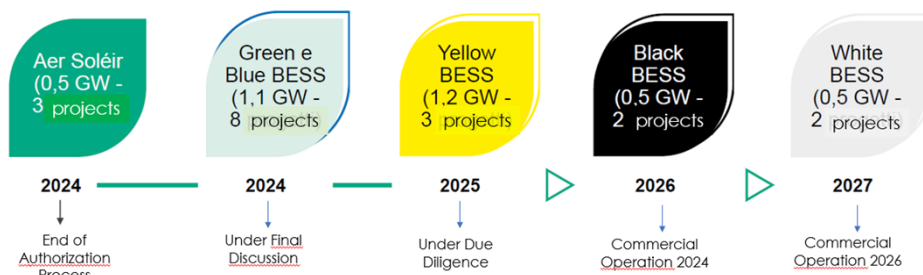 Aer Soléir
(0,5 GW -
3 projects
Green e
Blue BESS
(1,1 GW -
8 projects
Yellow
BESS
(1,2 GW -
3 projects
Black
BESS
(0,5 GW -
2 projects
White
BESS
(0,5 GW -
2 projects
2024
2024
2025
2026
2027
End of
Authorization
Process
Under Final
Discussion
Under Due
Diligence
Commercial
Operation 2024
Commercial
Operation 2026